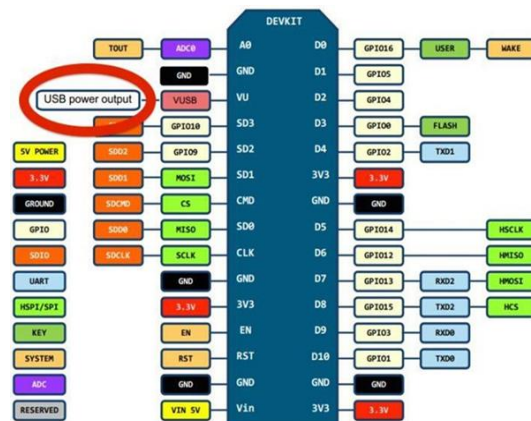 DEVKIT
TOUT ADC0 A0 D0 GPIO16 USER WAKE
GND GND D1 GPIO5
USB power output VUSB VU D2 GPIO4
GPIO10 SD3 D3 GPIO0 FLASH
5V POWER SDD2 GPIO9 SD2 D4 GPIO2 TXD1
3.3V SDD1 MOSI SD1 3V3 3.3V
GROUND SDCMD CS CMD GND GND
GPIO SDD0 MISO SD0 D5 GPIO14 HSCLK
SDIO SDCLK SCLK CLK D6 GPIO12 HMISO
UART GND GND D7 GPIO13 RXD2 HMOSI
HSPI/SPI 3.3V 3V3 D8 GPIO15 TXD2 HCS
KEY EN EN D9 GPIO3 RXD0
SYSTEM RST RST D10 GPIO1 TXD0
ADC GND GND GND GND
RESERVED VIN 5V Vin 3V3 3.3V